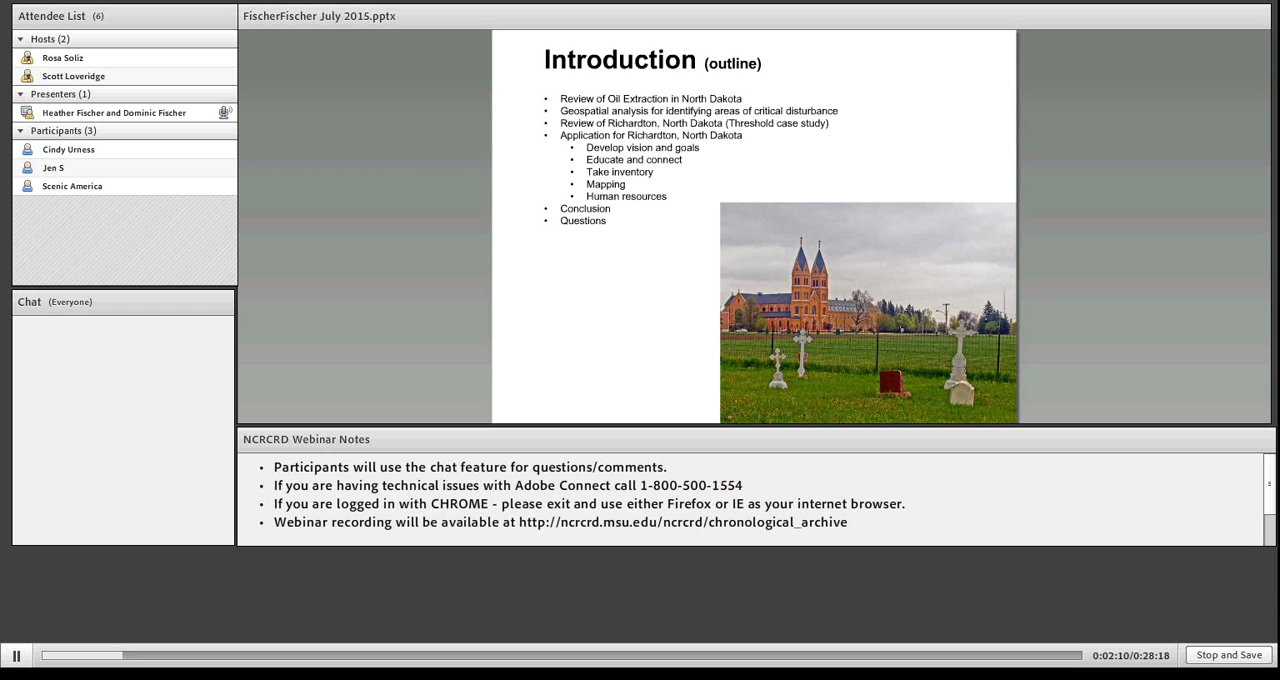 Attendee List (6)
Hosts (2)
Rosa Soliz
Scott Loveridge
Presenters (1)
Heather Fischer and Dominic Fischer
Participants (3)
Cindy Urness
Jen S
Scenic America
Chat (Everyone)
FischerFischer July 2015.pptx
Introduction (outline)
• Review of Oil Extraction in North Dakota
• Geospatial analysis for identifying areas of critical disturbance
• Review of Richardton, North Dakota (Threshold case study)
• Application for Richardton, North Dakota
• Develop vision and goals
• Educate and connect
• Take inventory
• Mapping
• Human resources
• Conclusion
• Questions
NCRCRD Webinar Notes
• Participants will use the chat feature for questions/comments.
• If you are having technical issues with Adobe Connect call 1-800-500-1554
• If you are logged in with CHROME - please exit and use either Firefox or IE as your internet browser.
• Webinar recording will be available at http://ncrcrd.msu.edu/ncrcrd/chronological_archive
0:02:10/0:28:18
Stop and Save